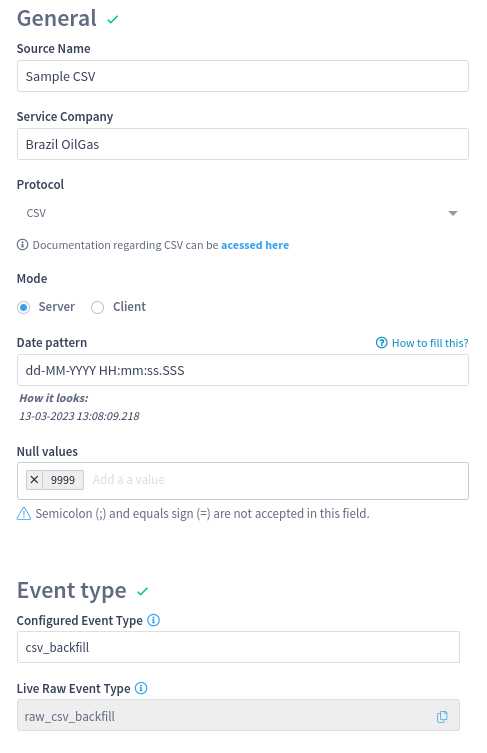 General
Source Name
Sample CSV
Service Company
Brazil OilGas
Protocol
CSV
Documentation regarding CSV can be acessed here
Mode
Server Client
Date pattern How to fill this?
dd-MM-YYYY HH:mm:ss.SSS
How it looks:
13-03-2023 13:08:09.218
Null values
9999 Add a a value
Semicolon (;) and equals sign (=) are not accepted in this field.
Event type
Configured Event Type
csv_backfill
Live Raw Event Type
raw_csv_backfill